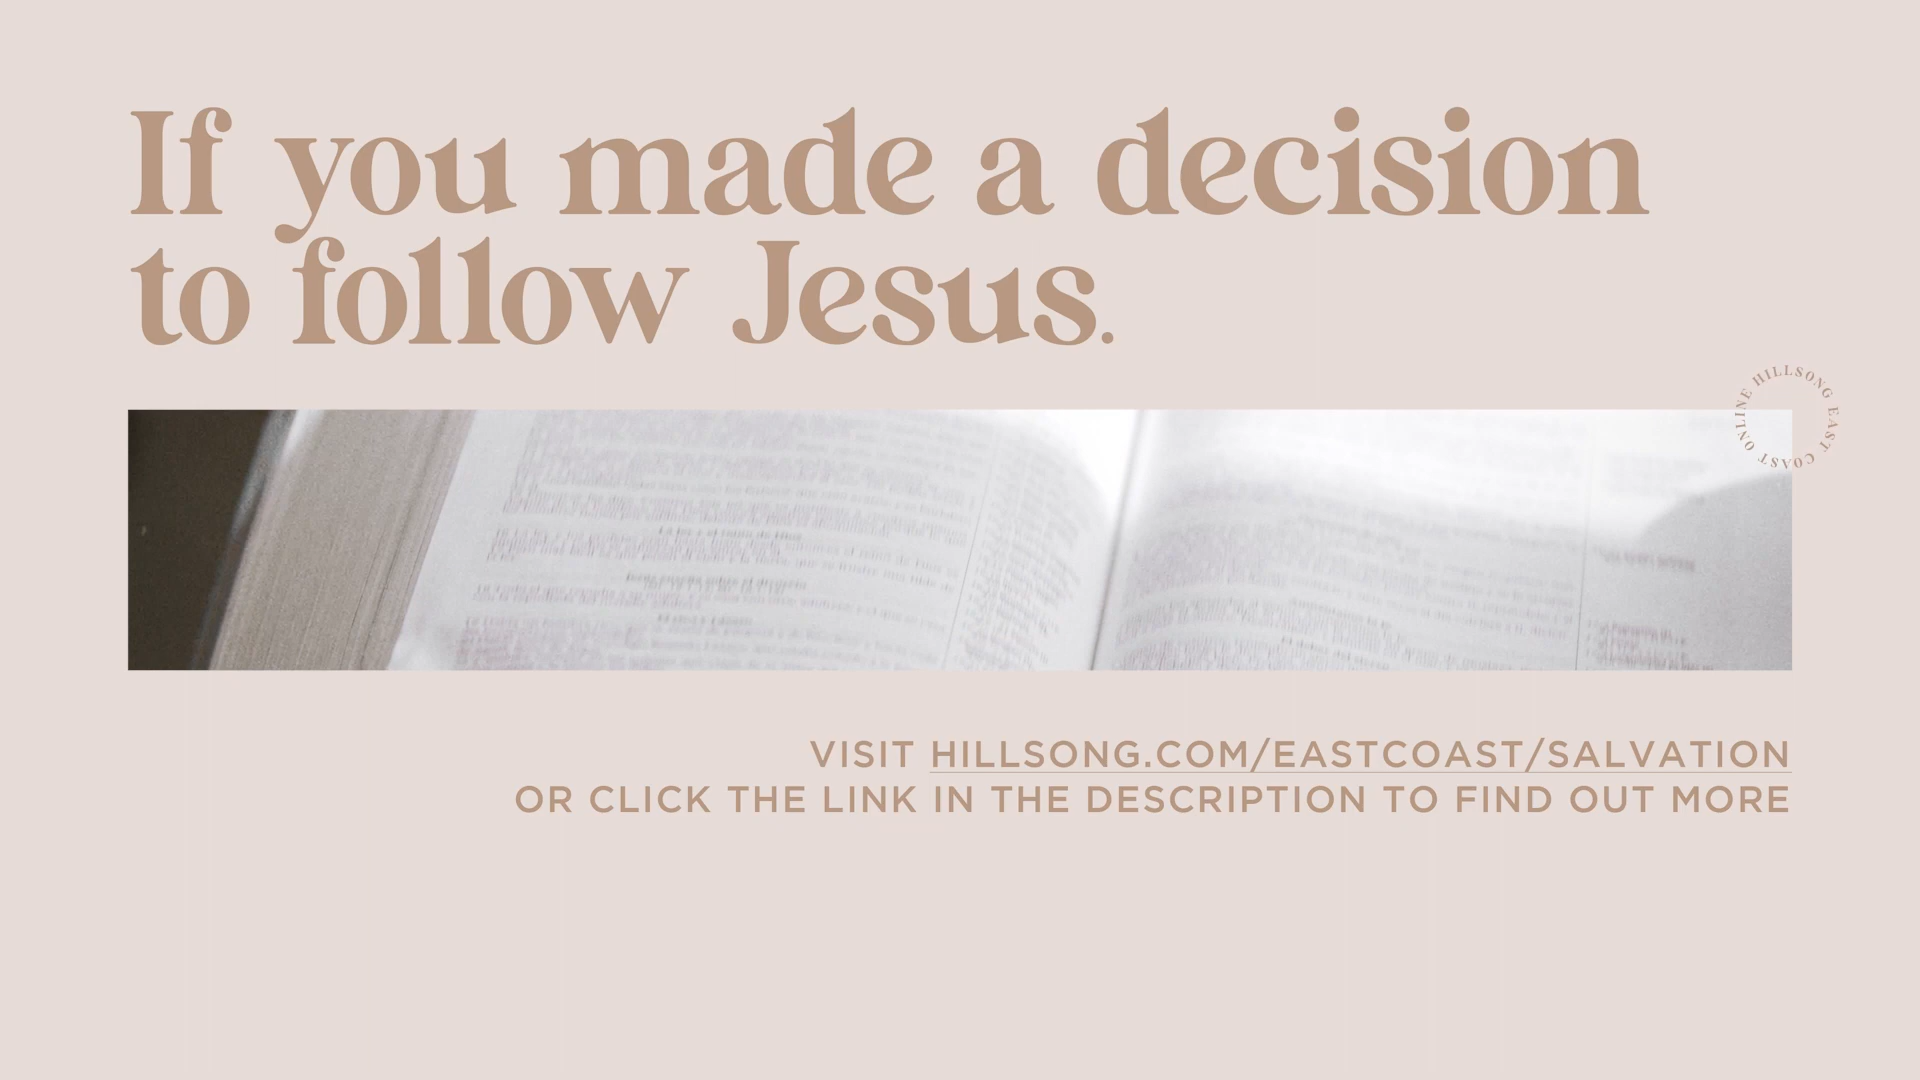 If you made a decision
to follow Jesus.
HILLSONG EAST COAST ONLINE
VISIT HILLSONG.COM/EASTCOAST/SALVATION
OR CLICK THE LINK IN THE DESCRIPTION TO FIND OUT MORE